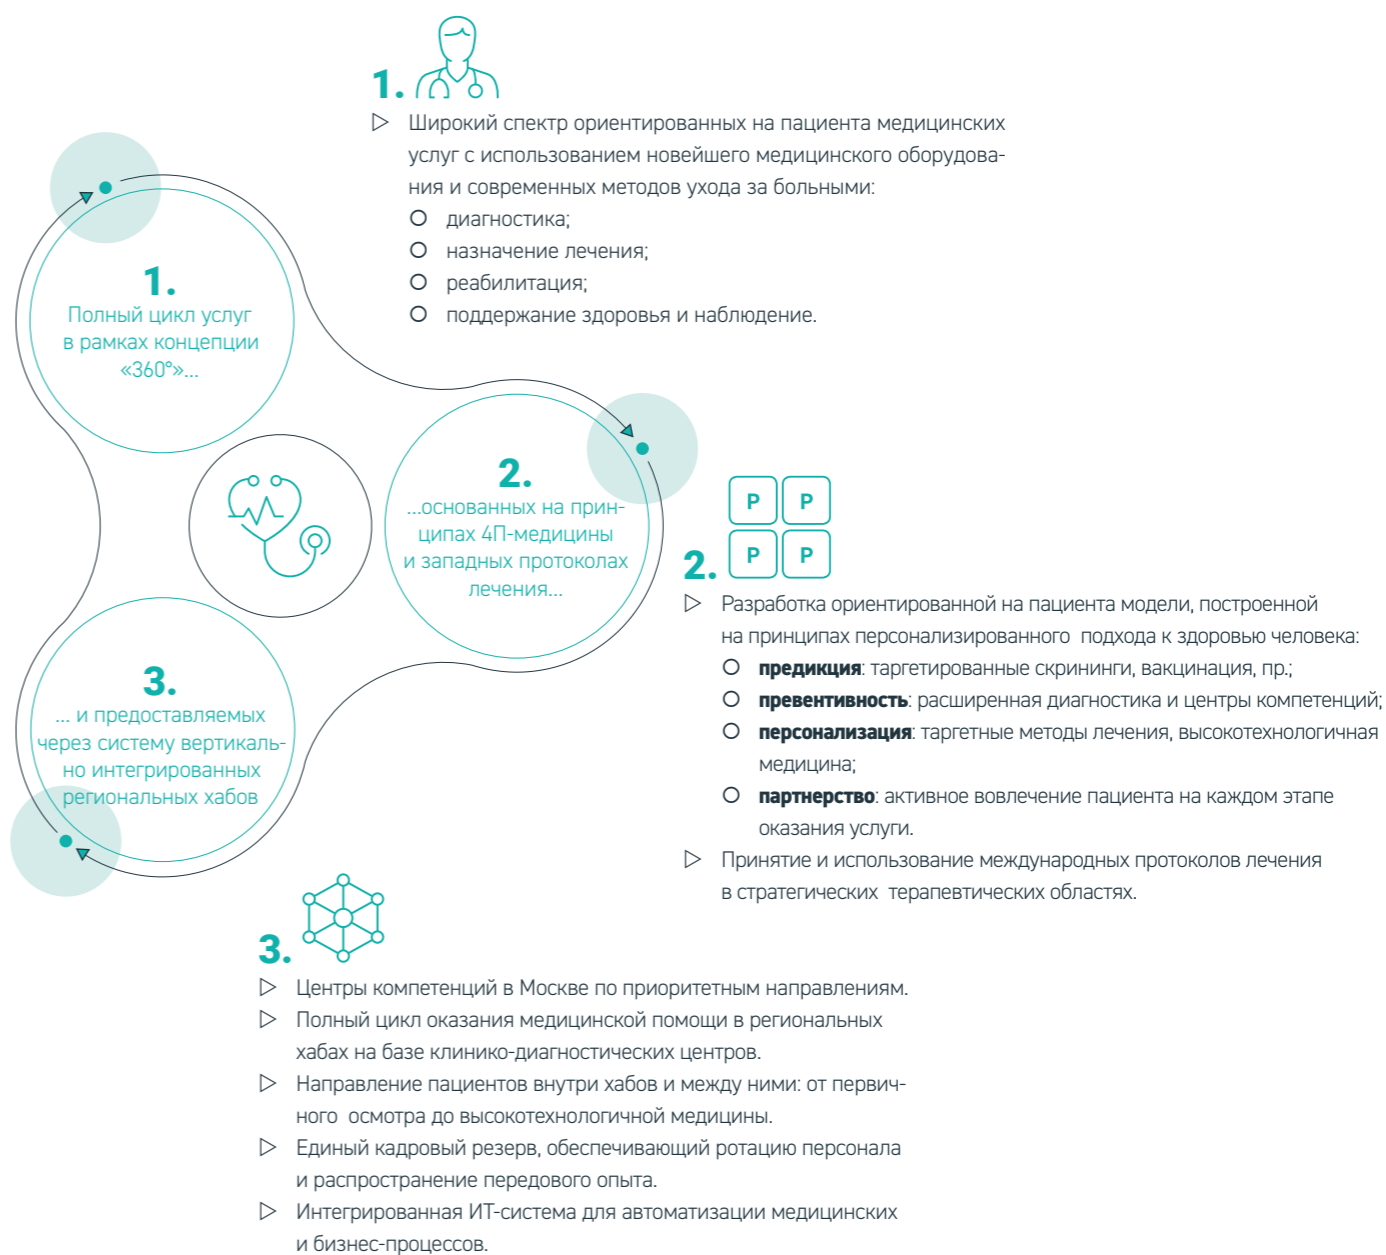 1.
Широкий спектр ориентированных на пациента медицинских
услуг с использованием новейшего медицинского оборудова-
ния и современных методов ухода за больными:
диагностика;
назначение лечения;
реабилитация;
поддержание здоровья и наблюдение.
1.
Полный цикл услуг
в рамках концепции
«360°»...
2.
...основанных на прин-
ципах 4П-медицины
и западных протоколах
лечения...
3.
... и предоставляемых
через систему вертикаль-
но интегрированных
региональных хабов
P P
P P
2.
Разработка ориентированной на пациента модели, построенной
на принципах персонализированного подхода к здоровью человека:
предикция: таргетированные скрининги, вакцинация, пр.;
превентивность: расширенная диагностика и центры компетенций;
персонализация: таргетные методы лечения, высокотехнологичная
медицина;
партнерство: активное вовлечение пациента на каждом этапе
оказания услуги.
Принятие и использование международных протоколов лечения
в стратегических терапевтических областях.
3.
Центры компетенций в Москве по приоритетным направлениям.
Полный цикл оказания медицинской помощи в региональных
хабах на базе клинико-диагностических центров.
Направление пациентов внутри хабов и между ними: от первич-
ного осмотра до высокотехнологичной медицины.
Единый кадровый резерв, обеспечивающий ротацию персонала
и распространение передового опыта.
Интегрированная ИТ-система для автоматизации медицинских
и бизнес-процессов.